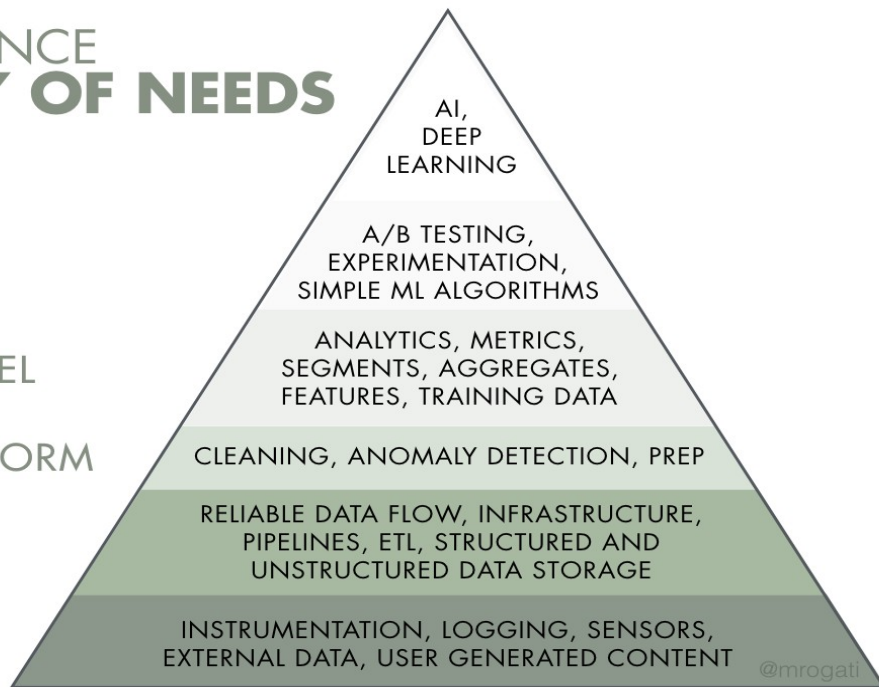 NCE
OF NEEDS
AI,
DEEP
LEARNING
A/B TESTING,
EXPERIMENTATION,
SIMPLE ML ALGORITHMS
ANALYTICS, METRICS,
SEGMENTS, AGGREGATES,
FEATURES, TRAINING DATA
EL
ORM
CLEANING, ANOMALY DETECTION, PREP
RELIABLE DATA FLOW, INFRASTRUCTURE,
PIPELINES, ETL, STRUCTURED AND
UNSTRUCTURED DATA STORAGE
INSTRUMENTATION, LOGGING, SENSORS,
EXTERNAL DATA, USER GENERATED CONTENT
@mrogati